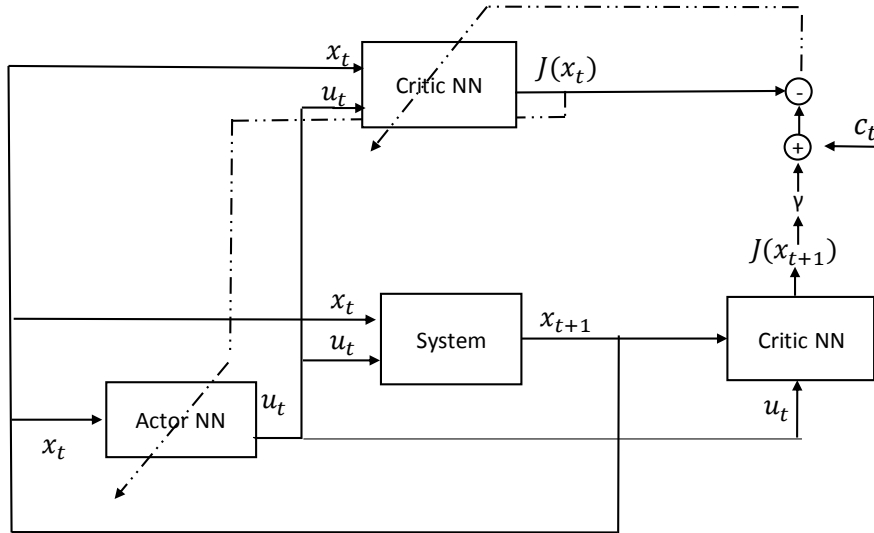 x_t
Critic NN
J(x_t)
-
u_t
+
c_t
γ
J(x_{t+1})
x_t
System
x_{t+1}
Critic NN
u_t
Actor NN
u_t
u_t
x_t